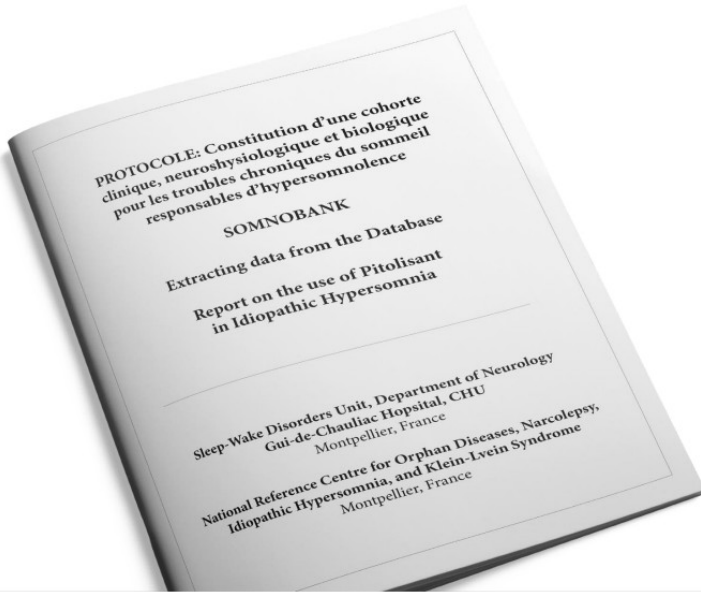 PROTOCOLE: Constitution d'une cohorte
clinique, neuroshysiologique et biologique
pour les troubles chroniques du sommeil
responsables d'hypersomnolence
SOMNOBANK
Extracting data from the Database
Report on the use of Pitolisant
in Idiopathic Hypersomnia
Sleep-Wake Disorders Unit, Department of Neurology
Gui-de-Chauliac Hopsital, CHU
Montpellier, France
National Reference Centre for Orphan Diseases, Narcolepsy,
Idiopathic Hypersomnia, and Klein-Lvein Syndrome
Montpellier, France